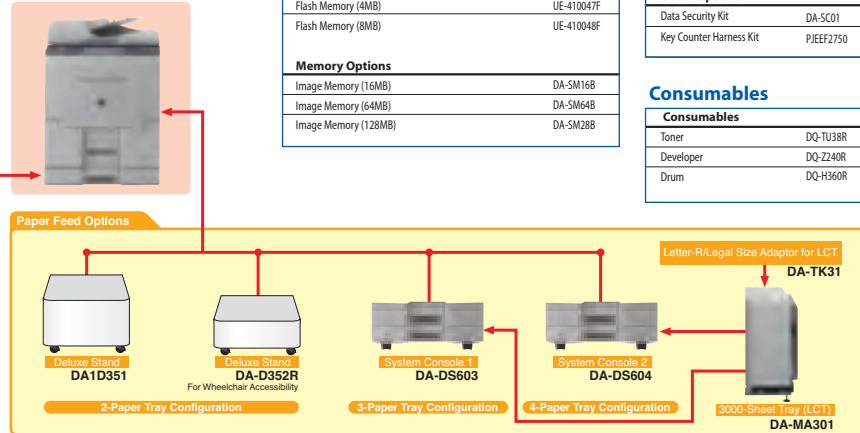 Flash Memory (4MB) UE-410047F
Flash Memory (8MB) UE-410048F
Memory Options
Image Memory (16MB) DA-SM16B
Image Memory (64MB) DA-SM64B
Image Memory (128MB) DA-SM28B
Data Security Kit DA-SC01
Key Counter Harness Kit PJEEF2750
Consumables
Consumables
Toner DQ-TU38R
Developer DQ-Z240R
Drum DQ-H360R
Paper Feed Options
Letter-R/Legal Size Adaptor for LCT
DA-TK31
Deluxe Stand
DA1D351
Deluxe Stand
DA-D352R
For Wheelchair Accessibility
System Console 1
DA-DS603
System Console 2
DA-DS604
2-Paper Tray Configuration
3-Paper Tray Configuration
4-Paper Tray Configuration
3000-Sheet Tray (LCT)
DA-MA301